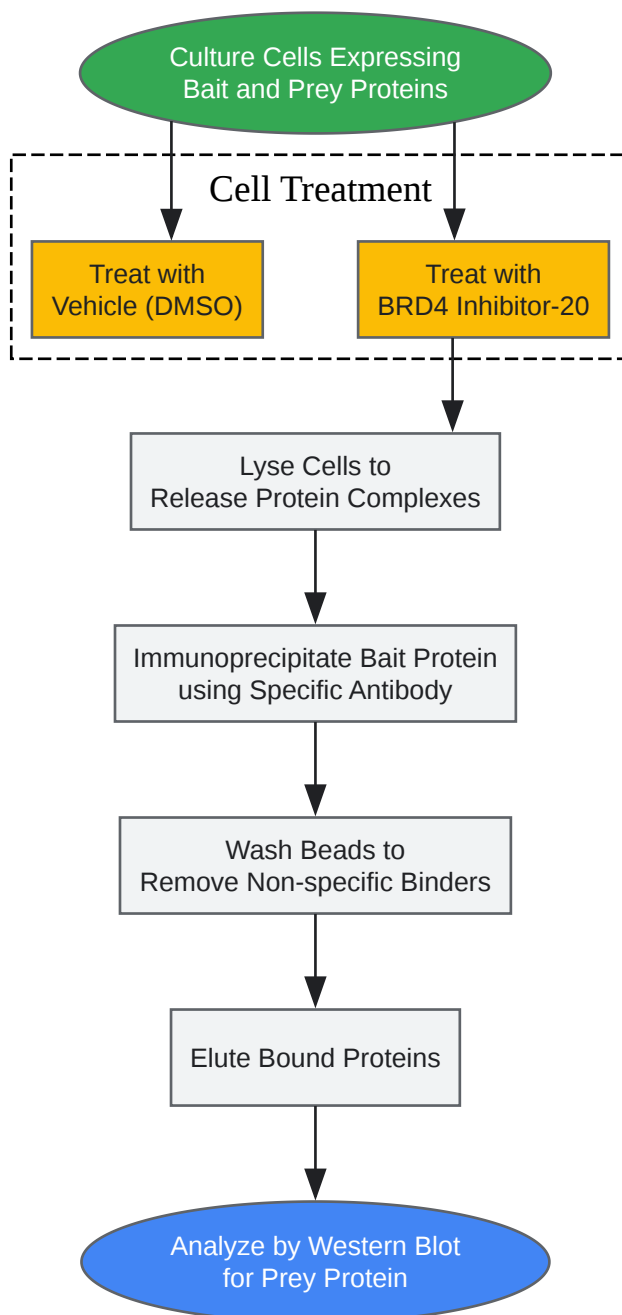 Culture Cells Expressing
Bait and Prey Proteins
Cell Treatment
Treat with
Vehicle (DMSO)
Treat with
BRD4 Inhibitor-20
Lyse Cells to
Release Protein Complexes
Immunoprecipitate Bait Protein
using Specific Antibody
Wash Beads to
Remove Non-specific Binders
Elute Bound Proteins
Analyze by Western Blot
for Prey Protein